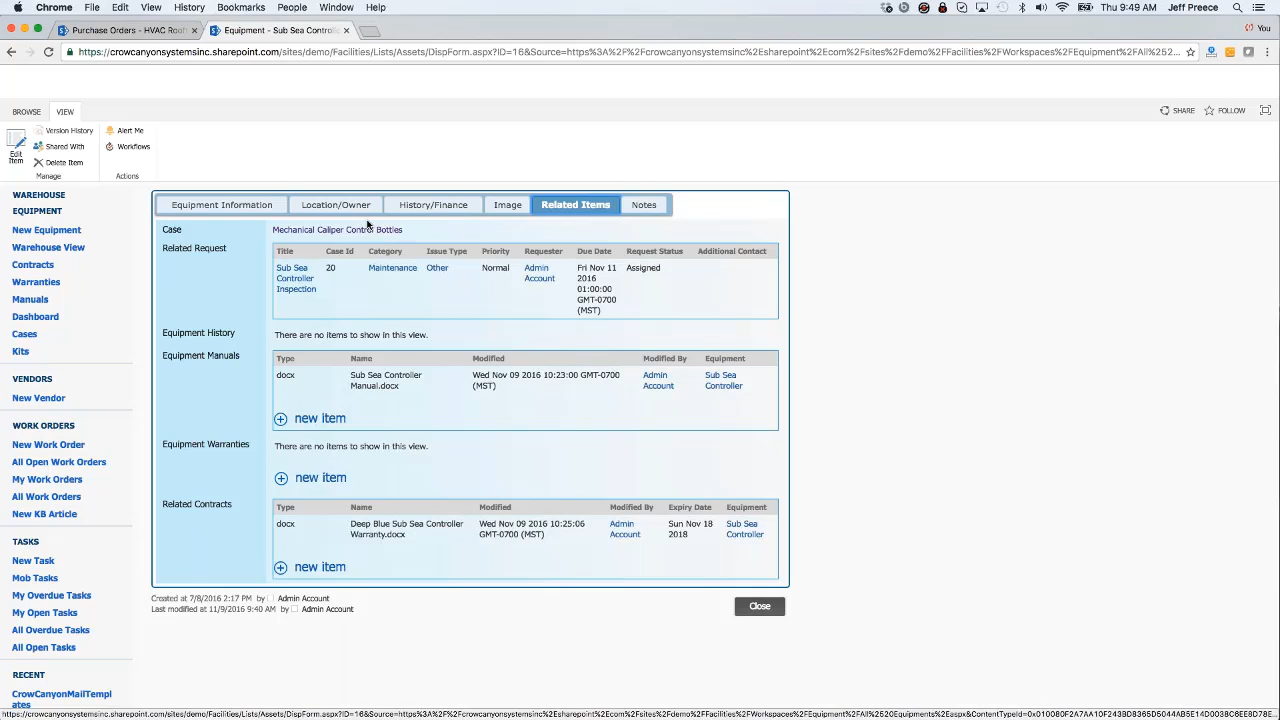 Chrome File Edit View History Bookmarks People Window Help Thu 9:49 AM Jeff Preece
Purchase Orders - HVAC Roof × Equipment - Sub Sea Controlle × You
https://crowcanyonsystemsinc.sharepoint.com/sites/demo/Facilities/Lists/Assets/DispForm.aspx?ID=16&Source=https%3A%2F%2Fcrowcanyonsystemsinc%2Esharepoint%2Ecom%2Fsites%2Fdemo%2FFacilities%2FWorkspaces%2FEquipment%2FAll%252...
BROWSE VIEW SHARE FOLLOW
Edit Item
Version History
Shared With
Delete Item
Manage
Alert Me
Workflows
Actions
WAREHOUSE
EQUIPMENT
New Equipment
Warehouse View
Contracts
Warranties
Manuals
Dashboard
Cases
Kits
VENDORS
New Vendor
WORK ORDERS
New Work Order
All Open Work Orders
My Work Orders
All Work Orders
New KB Article
TASKS
New Task
Mob Tasks
My Overdue Tasks
My Open Tasks
All Overdue Tasks
All Open Tasks
RECENT
CrowCanyonMailTempl
ates
Equipment Information Location/Owner History/Finance Image Related Items Notes
Case Mechanical Caliper Control Bottles
Related Request
Title Case Id Category Issue Type Priority Requester Due Date Request Status Additional Contact
Sub Sea 20 Maintenance Other Normal Admin Fri Nov 11 Assigned
Controller Account 2016
Inspection 01:00:00
GMT-0700
(MST)
Equipment History There are no items to show in this view.
Equipment Manuals
Type Name Modified Modified By Equipment
docx Sub Sea Controller Wed Nov 09 2016 10:23:00 GMT-0700 Admin Sub Sea
Manual.docx (MST) Account Controller
new item
Equipment Warranties There are no items to show in this view.
new item
Related Contracts
Type Name Modified Modified By Expiry Date Equipment
docx Deep Blue Sub Sea Controller Wed Nov 09 2016 10:25:06 Admin Sun Nov 18 Sub Sea
Warranty.docx GMT-0700 (MST) Account 2018 Controller
new item
Created at 7/8/2016 2:17 PM by Admin Account
Last modified at 11/9/2016 9:40 AM by Admin Account
Close